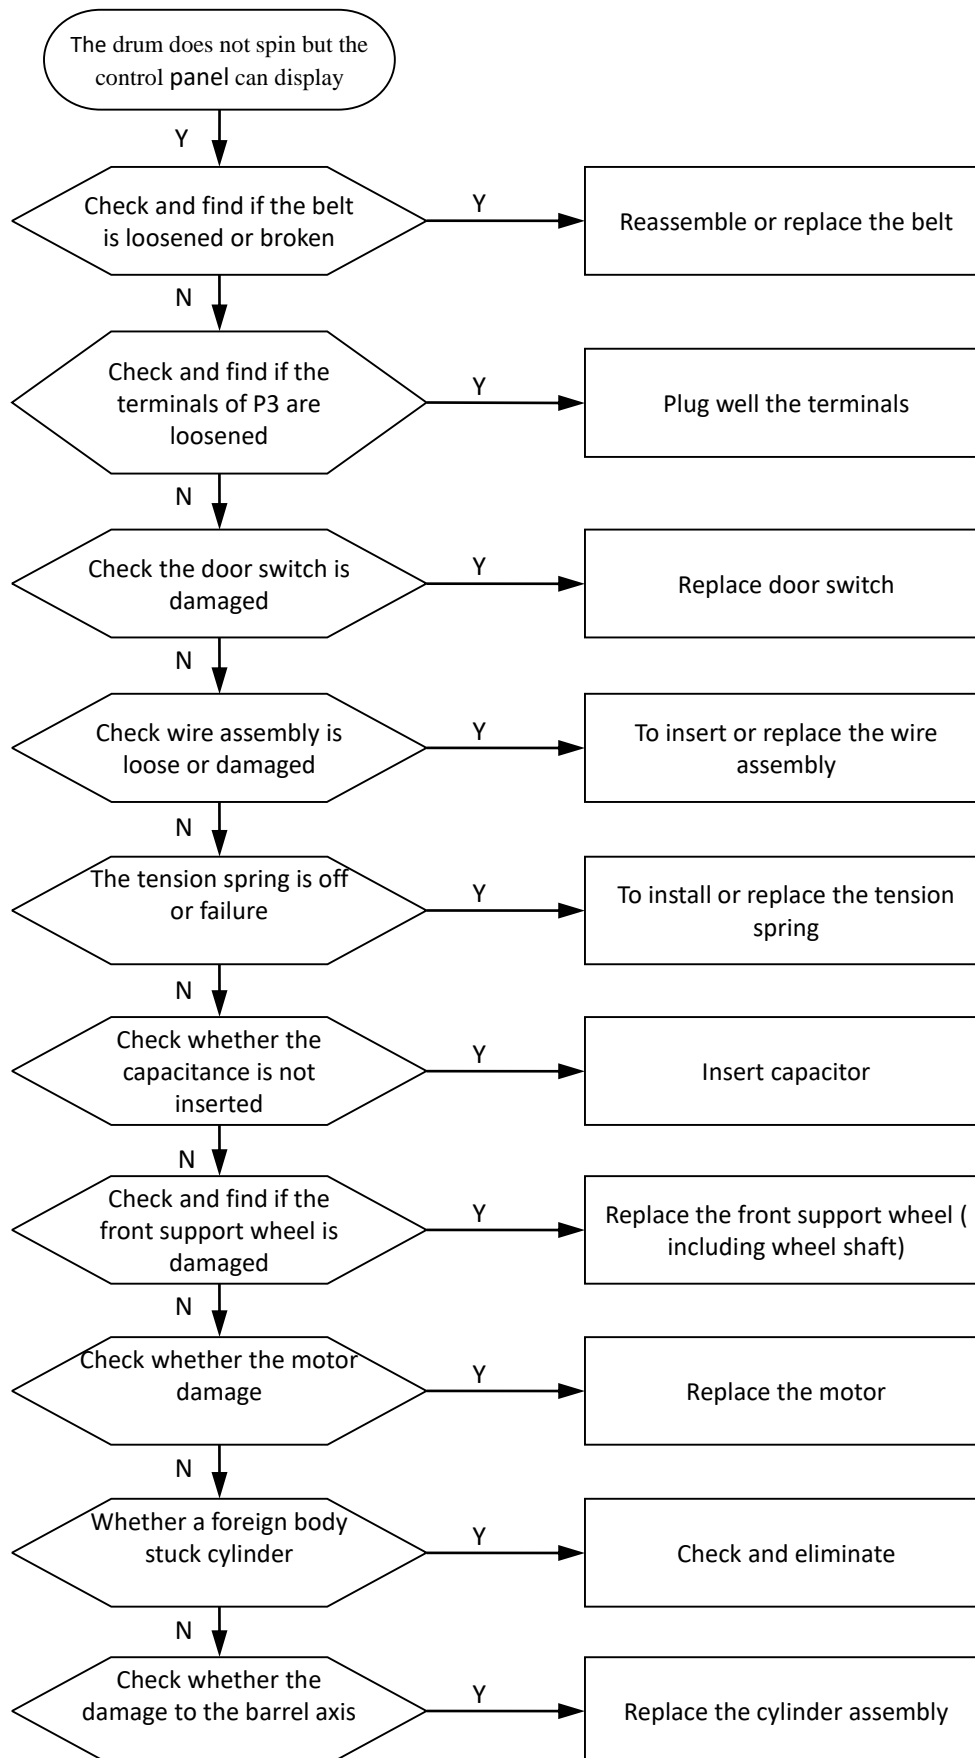 The drum does not spin but the
control panel can display
Y
Check and find if the belt
is loosened or broken
Y
Reassemble or replace the belt
N
Check and find if the
terminals of P3 are
loosened
Y
Plug well the terminals
N
Check the door switch is
damaged
Y
Replace door switch
N
Check wire assembly is
loose or damaged
Y
To insert or replace the wire
assembly
N
The tension spring is off
or failure
Y
To install or replace the tension
spring
N
Check whether the
capacitance is not
inserted
Y
Insert capacitor
N
Check and find if the
front support wheel is
damaged
Y
Replace the front support wheel (
including wheel shaft)
N
Check whether the motor
damage
Y
Replace the motor
N
Whether a foreign body
stuck cylinder
Y
Check and eliminate
N
Check whether the
damage to the barrel axis
Y
Replace the cylinder assembly